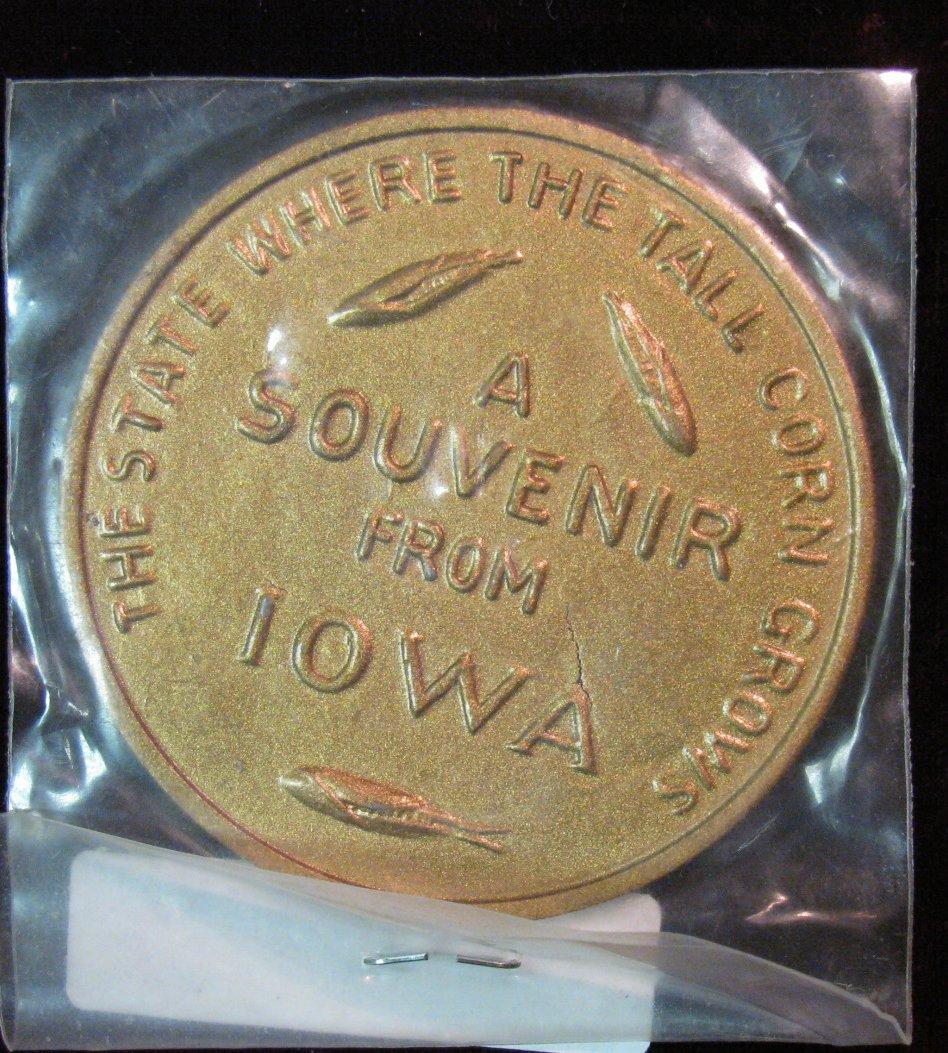 THE STATE WHERE THE TALL CORN GROWS
A
SOUVENIR
FROM
IOWA